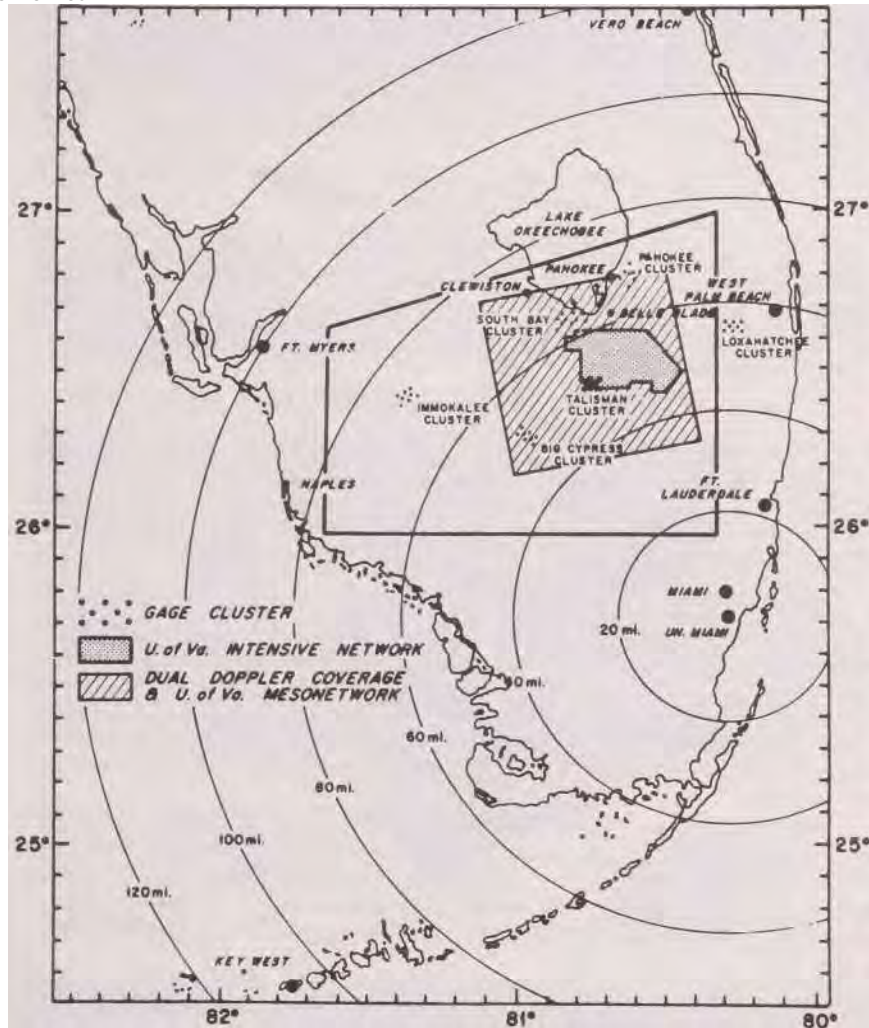 VERO BEACH
27°
27°
LAKE
OKEECHOBEE
PAHOKEE
PAHOKEE
CLUSTER
CLEWISTON
WEST
PALM BEACH
BELLE GLADE
SOUTH BAY
CLUSTER
LOXAHATCHEE
CLUSTER
FT. MYERS
IMMOKALEE
CLUSTER
TALISMAN
CLUSTER
BIG CYPRESS
CLUSTER
NAPLES
FT.
LAUDERDALE
26°
26°
GAGE CLUSTER
U. of Va. INTENSIVE NETWORK
DUAL DOPPLER COVERAGE
& U. of Va. MESONETWORK
MIAMI
UN. MIAMI
20 mi.
40 mi.
60 mi.
80 mi.
100 mi.
120 mi.
25°
25°
KEY WEST
82°
81°
80°